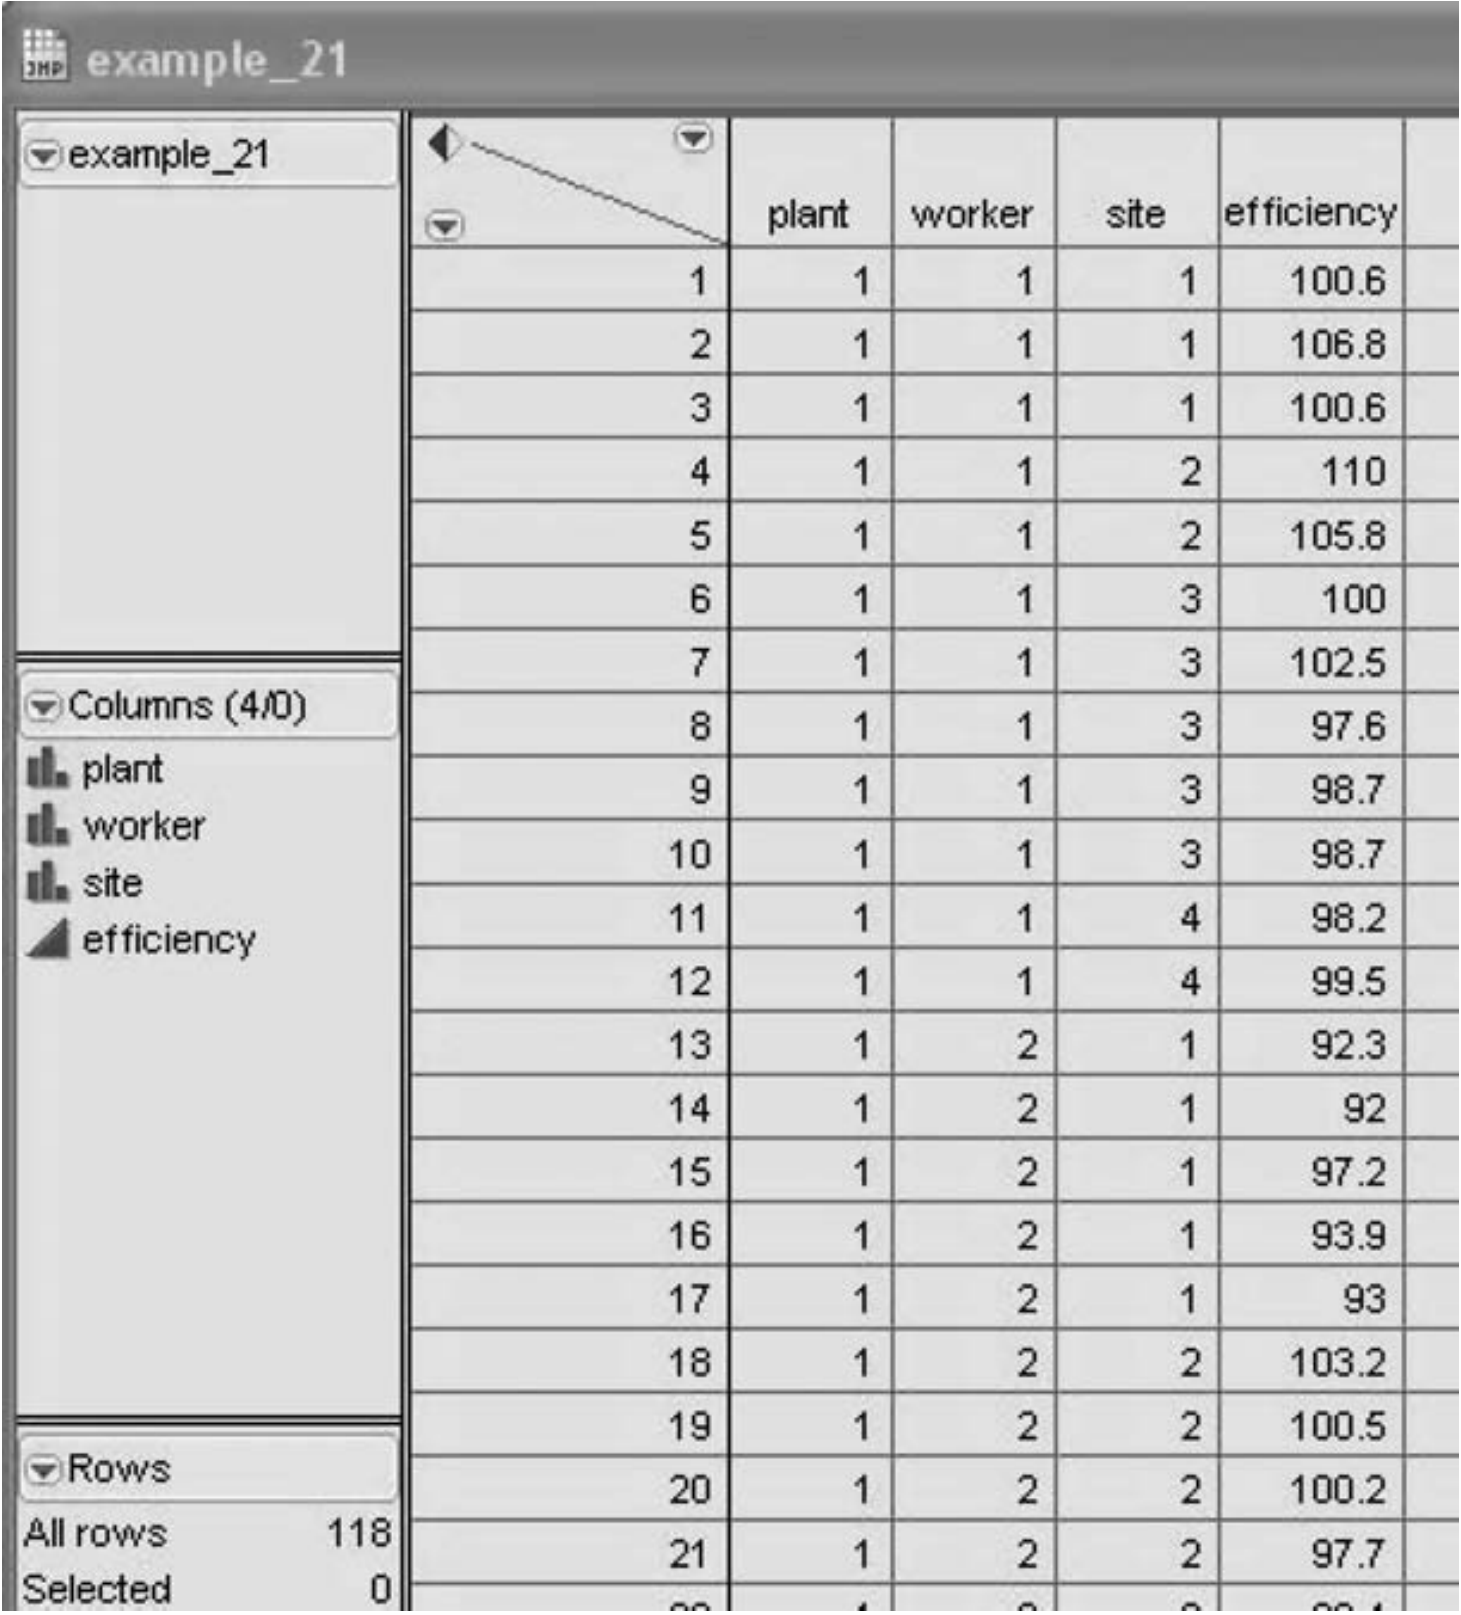 JMP example_21
example_21
Columns (4/0)
plant
worker
site
efficiency
Rows
All rows 118
Selected 0
plant worker site efficiency
1 1 1 1 100.6
2 1 1 1 106.8
3 1 1 1 100.6
4 1 1 2 110
5 1 1 2 105.8
6 1 1 3 100
7 1 1 3 102.5
8 1 1 3 97.6
9 1 1 3 98.7
10 1 1 3 98.7
11 1 1 4 98.2
12 1 1 4 99.5
13 1 2 1 92.3
14 1 2 1 92
15 1 2 1 97.2
16 1 2 1 93.9
17 1 2 1 93
18 1 2 2 103.2
19 1 2 2 100.5
20 1 2 2 100.2
21 1 2 2 97.7